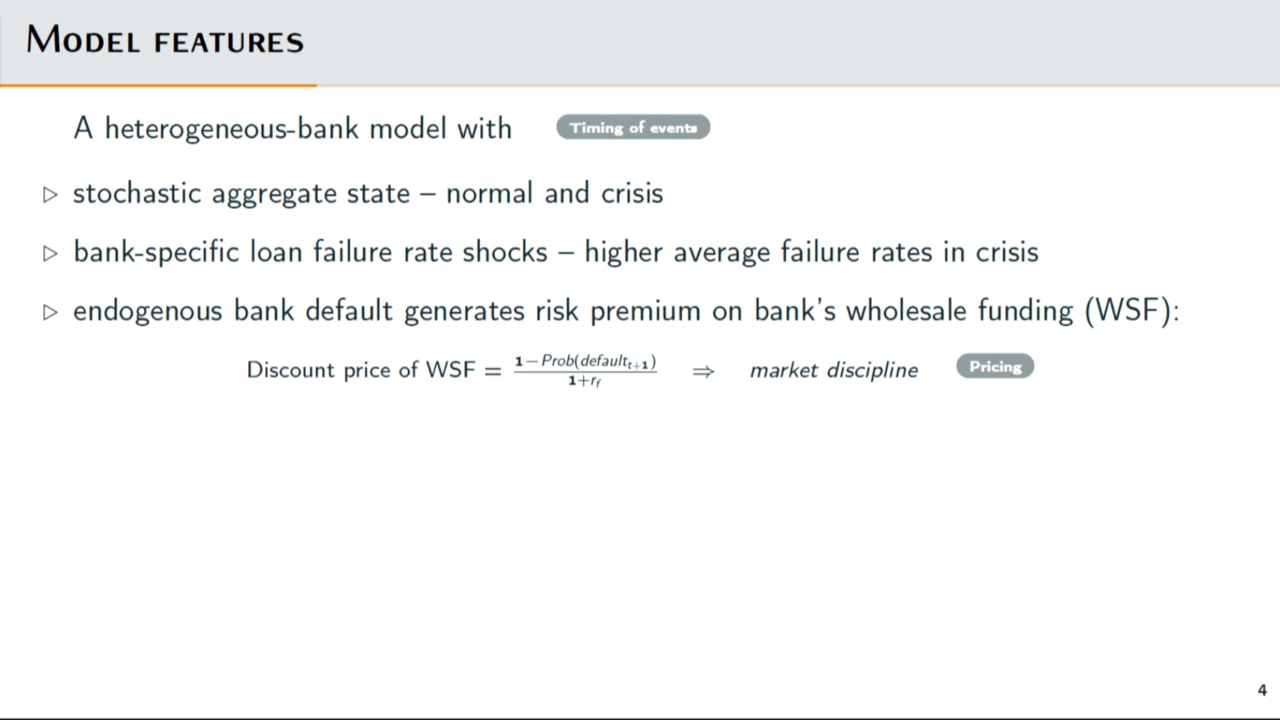 Model features
A heterogeneous-bank model with Timing of events
▷ stochastic aggregate state – normal and crisis
▷ bank-specific loan failure rate shocks – higher average failure rates in crisis
▷ endogenous bank default generates risk premium on bank's wholesale funding (WSF):
Discount price of WSF = \frac{1-Prob(default_{t+1})}{1+r_f} ⇒ market discipline Pricing
4